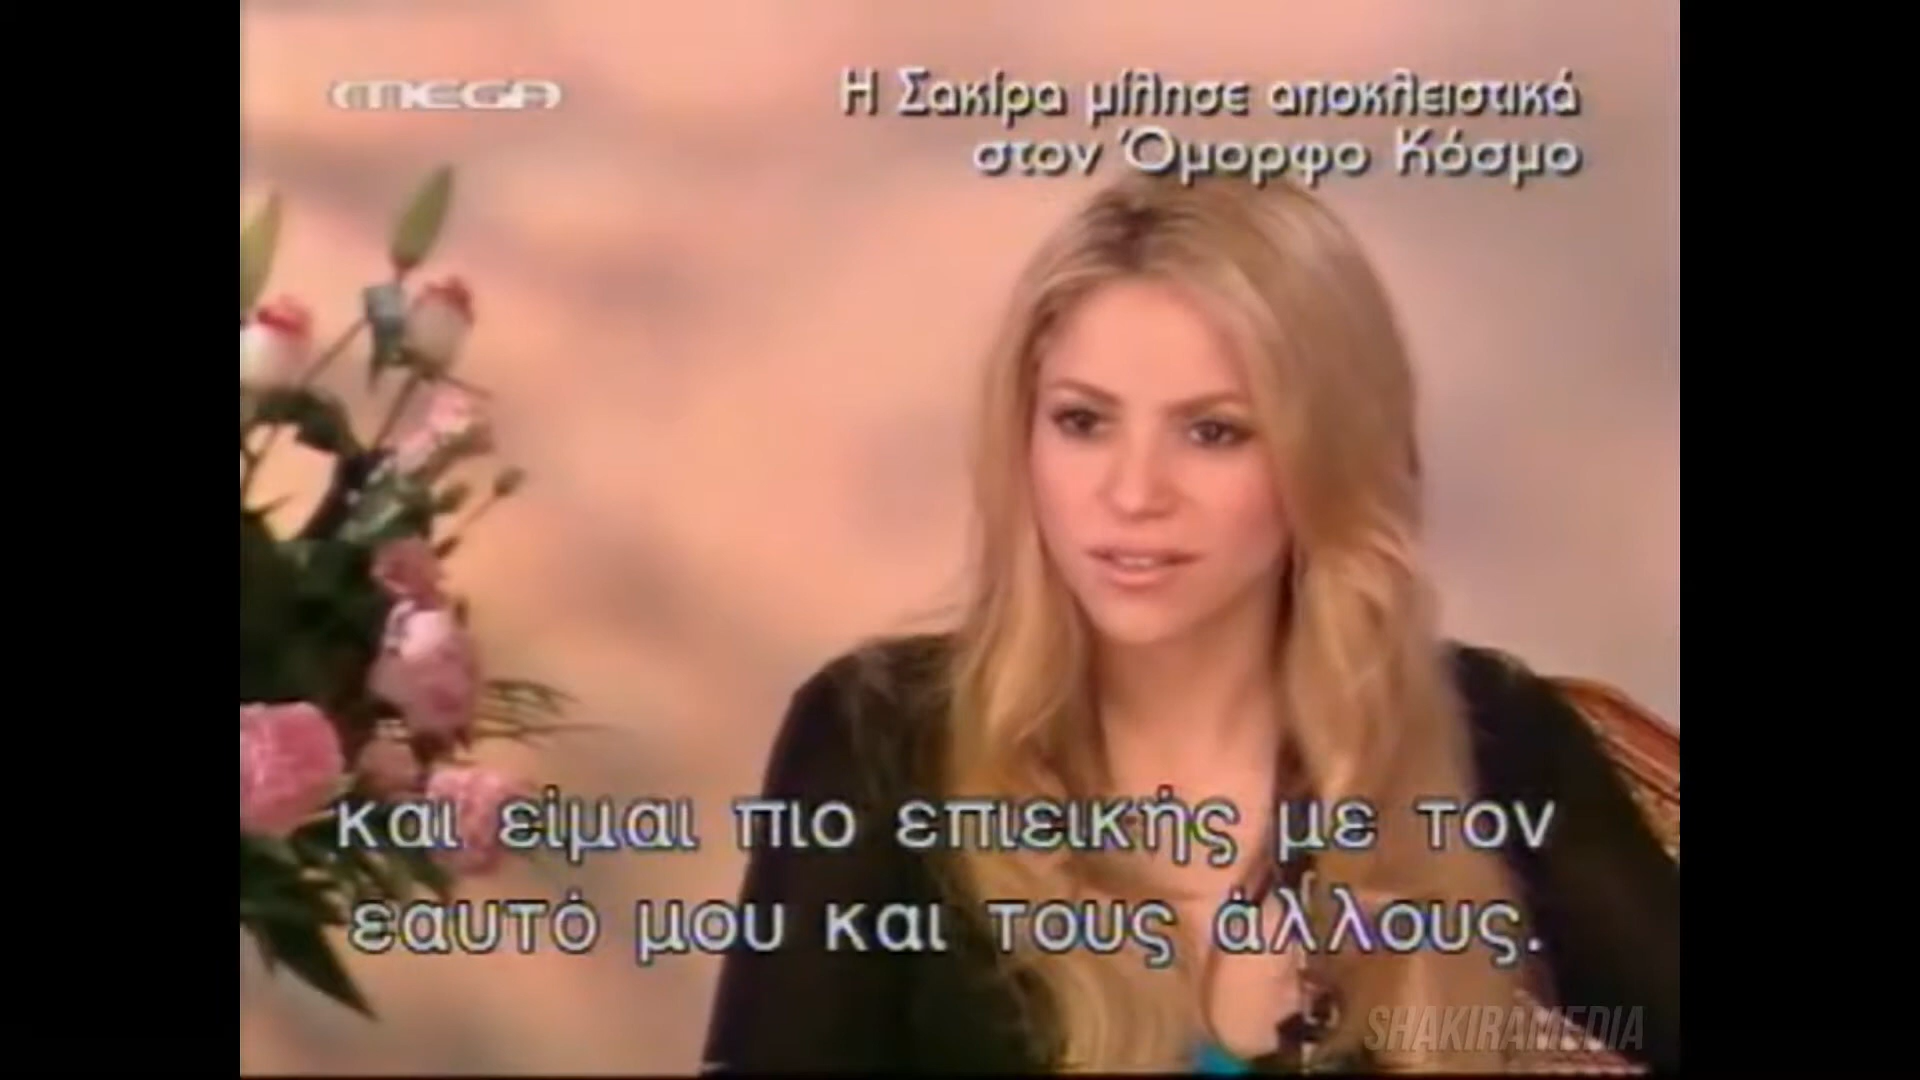 MEGA
Η Σακίρα μίλησε αποκλειστικά
στον Όμορφο Κόσμο
και είμαι πιο επιεικής με τον
εαυτό μου και τους άλλους.
SHAKIRAMEDIA